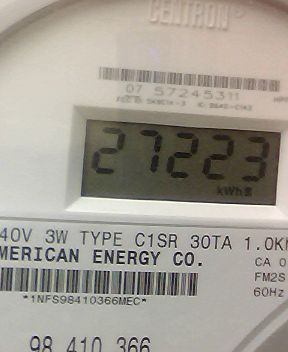 CENTRON®
07 57245311
27223
kWh
40V 3W TYPE C1SR 30TA 1.0Kh
MERICAN ENERGY CO.
CA 0
FM2S
60Hz
*1NFS98410366MEC*
98 410 366